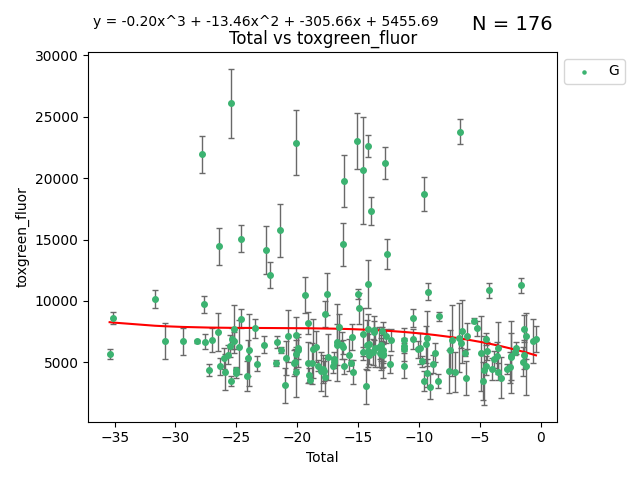 y = -0.20x^3 + -13.46x^2 + -305.66x + 5455.69
N = 176
Total vs toxgreen_fluor
30000
25000
20000
15000
10000
5000
toxgreen_fluor
−35 −30 −25 −20 −15 −10 −5 0
Total
G